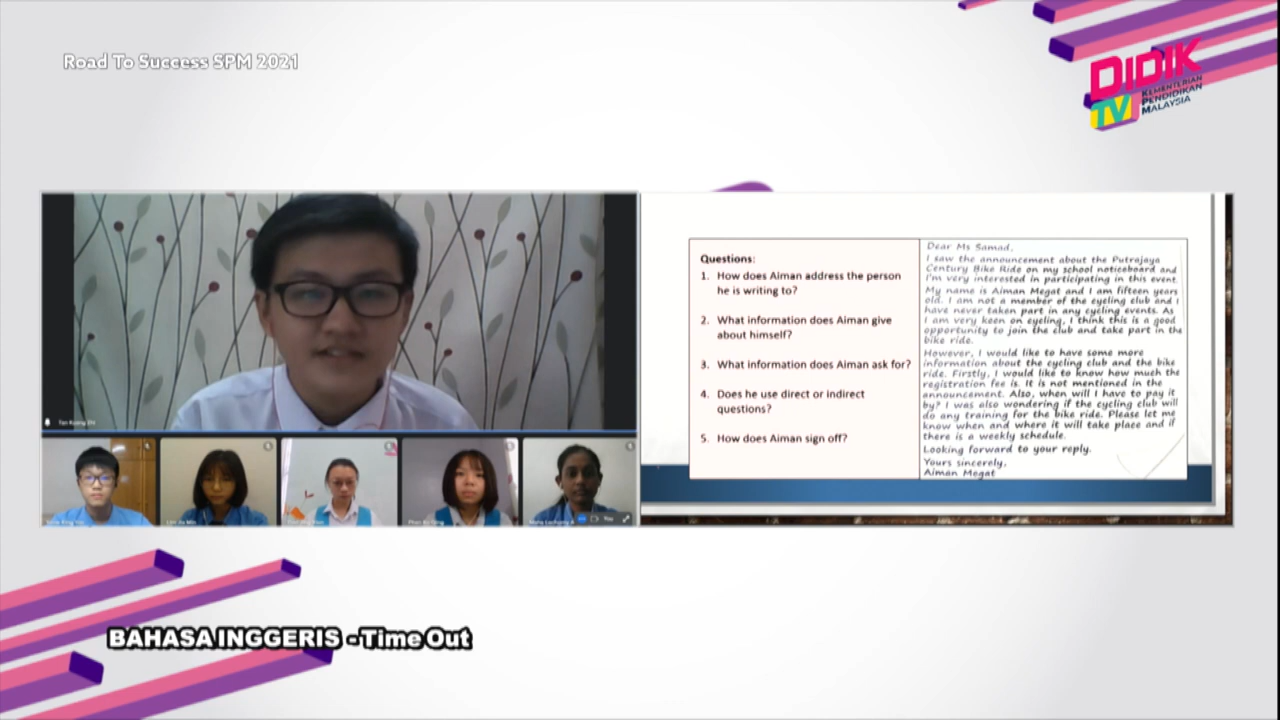 Road To Success SPM 2021
DIDIK
TV
KEMENTERIAN
PENDIDIKAN
MALAYSIA
Questions:
1. How does Aiman address the person
he is writing to?
2. What information does Aiman give
about himself?
3. What information does Aiman ask for?
4. Does he use direct or indirect
questions?
5. How does Aiman sign off?
Dear Ms Samad,
I saw the announcement about the Putrajaya
Century Bike Ride on my school noticeboard and
I'm very interested in participating in this event.
My name is Aiman Megat and I am fifteen years
old. I am not a member of the cycling club and I
have never taken part in any cycling events. As
I am very keen on cycling, I think this is a good
opportunity to join the club and take part in the
bike ride.
However, I would like to have some more
information about the cycling club and the bike
ride. Firstly, I would like to know how much the
registration fee is. It is not mentioned in the
announcement. Also, when will I have to pay it
by? I was also wondering if the cycling club will
do any training for the bike ride. Please let me
know when and where it will take place and if
there is a weekly schedule.
Looking forward to your reply.
Yours sincerely,
Aiman Megat
You
BAHASA INGGERIS - Time Out